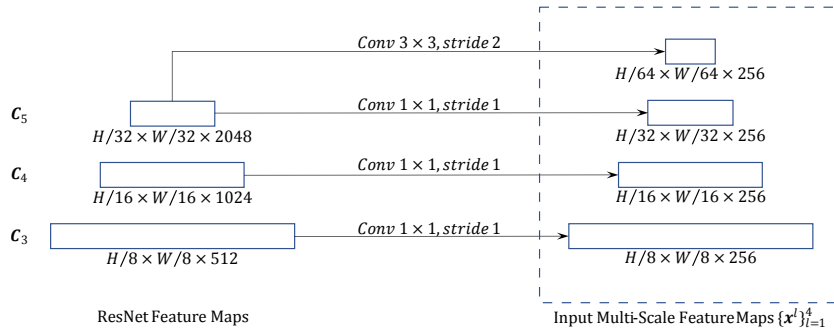 Conv 3 × 3, stride 2
H/64 × W/64 × 256
C₅
Conv 1 × 1, stride 1
H/32 × W/32 × 2048
H/32 × W/32 × 256
C₄
Conv 1 × 1, stride 1
H/16 × W/16 × 1024
H/16 × W/16 × 256
C₃
Conv 1 × 1, stride 1
H/8 × W/8 × 512
H/8 × W/8 × 256
ResNet Feature Maps
Input Multi-Scale Feature Maps {xˡ}⁴ₗ₌₁